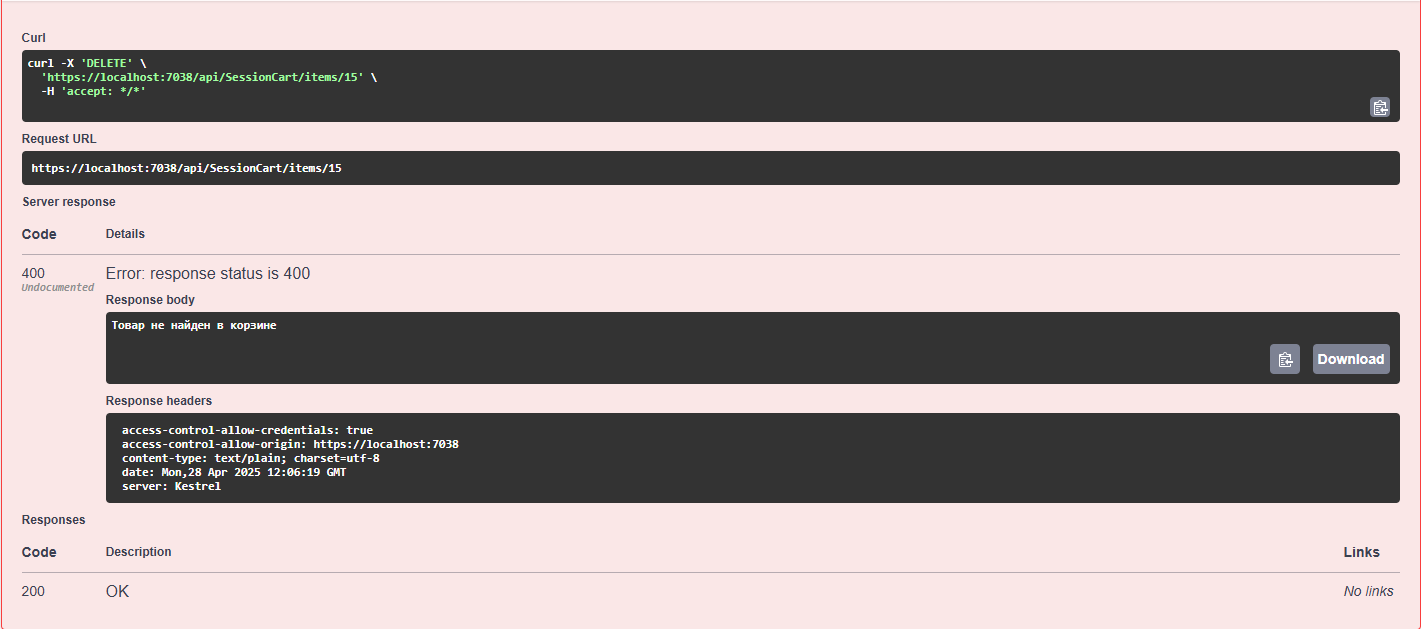 Curl
curl -X 'DELETE' \
  'https://localhost:7038/api/SessionCart/items/15' \
  -H 'accept: */*'
Request URL
https://localhost:7038/api/SessionCart/items/15
Server response
Code Details
400 Error: response status is 400
Undocumented
Response body
Товар не найден в корзине
Download
Response headers
access-control-allow-credentials: true
access-control-allow-origin: https://localhost:7038
content-type: text/plain; charset=utf-8
date: Mon,28 Apr 2025 12:06:19 GMT
server: Kestrel
Responses
Code Description Links
200 OK No links